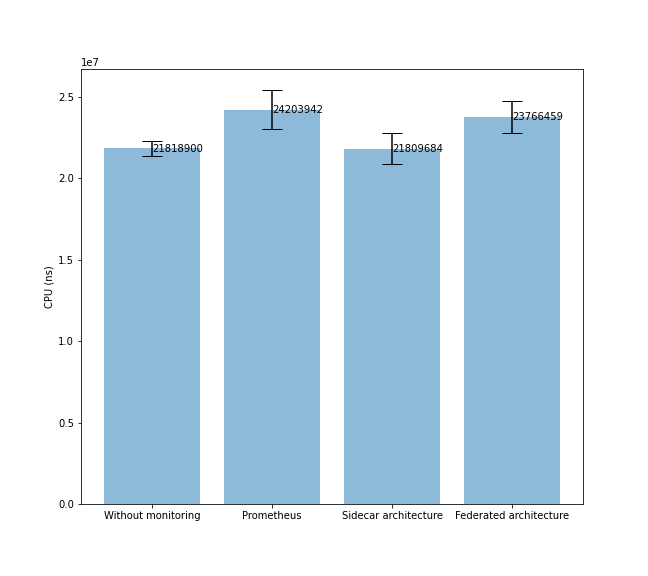 1e7
2.5
2.0
1.5
1.0
0.5
0.0
CPU (ns)
21818900
24203942
21809684
23766459
Without monitoring
Prometheus
Sidecar architecture
Federated architecture